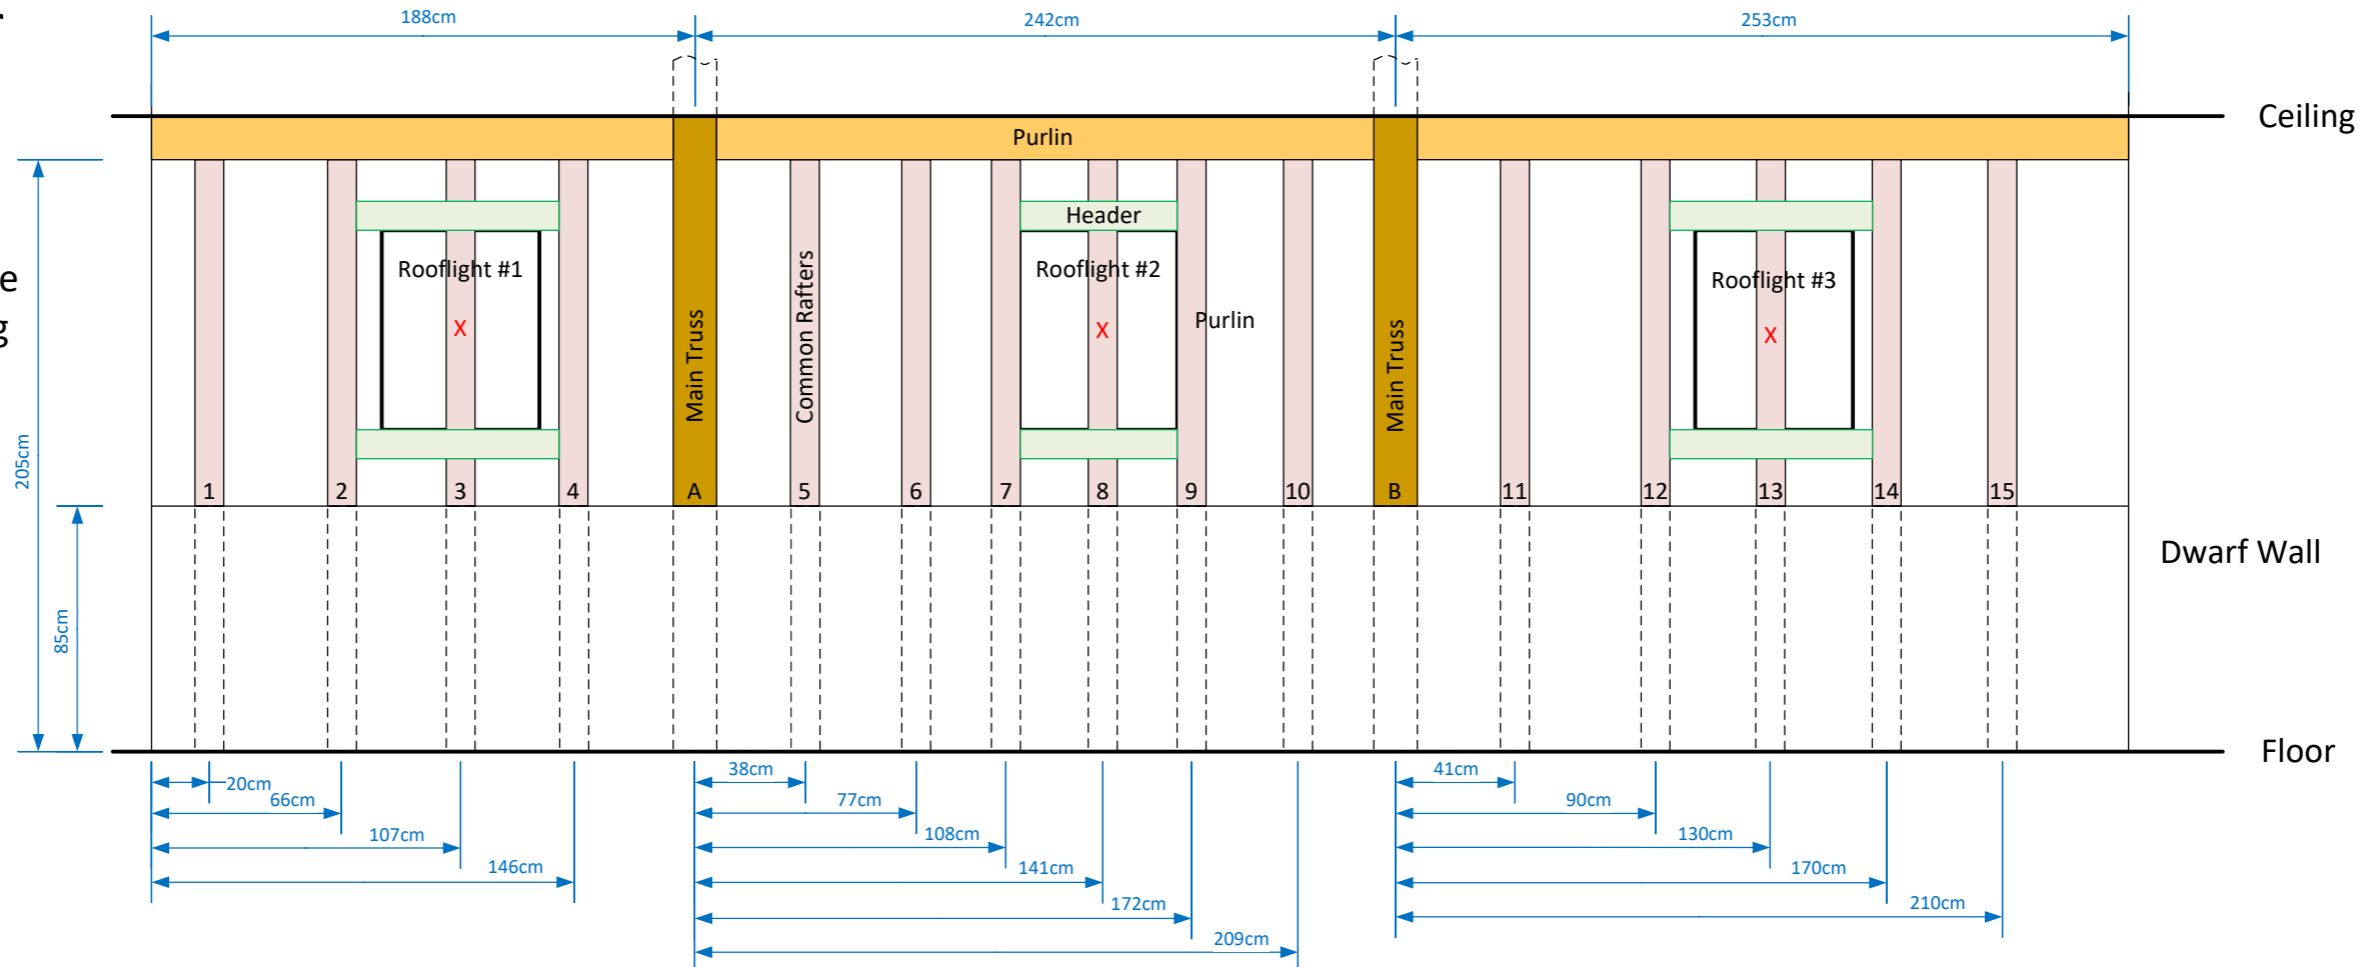 188cm
242cm
253cm
Ceiling
Purlin
Header
Rooflight #1
Rooflight #2
Rooflight #3
Common Rafters
Main Truss
Main Truss
Purlin
X
X
X
205cm
85cm
1
2
3
4
A
5
6
7
8
9
10
B
11
12
13
14
15
Dwarf Wall
Floor
20cm
66cm
107cm
146cm
38cm
77cm
108cm
141cm
172cm
209cm
41cm
90cm
130cm
170cm
210cm